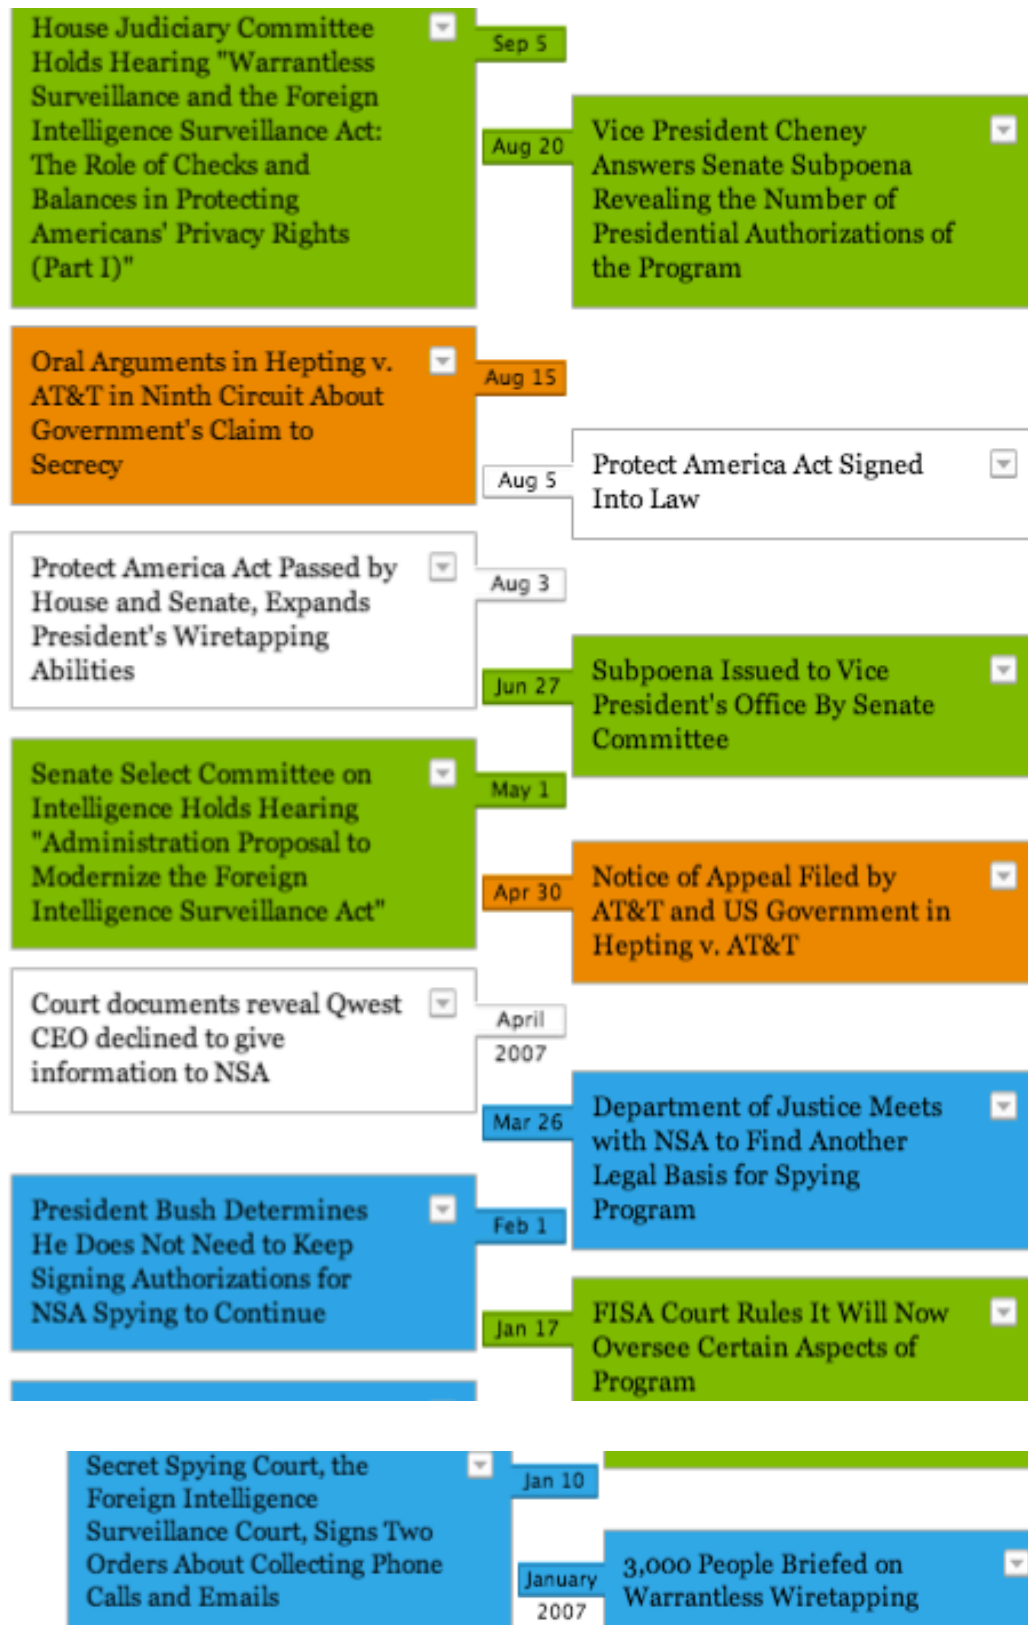 House Judiciary Committee
Holds Hearing "Warrantless
Surveillance and the Foreign
Intelligence Surveillance Act:
The Role of Checks and
Balances in Protecting
Americans' Privacy Rights
(Part I)"
Sep 5
Aug 20
Vice President Cheney
Answers Senate Subpoena
Revealing the Number of
Presidential Authorizations of
the Program
Oral Arguments in Hepting v.
AT&T in Ninth Circuit About
Government's Claim to
Secrecy
Aug 15
Aug 5
Protect America Act Signed
Into Law
Protect America Act Passed by
House and Senate, Expands
President's Wiretapping
Abilities
Aug 3
Jun 27
Subpoena Issued to Vice
President's Office By Senate
Committee
Senate Select Committee on
Intelligence Holds Hearing
"Administration Proposal to
Modernize the Foreign
Intelligence Surveillance Act"
May 1
Apr 30
Notice of Appeal Filed by
AT&T and US Government in
Hepting v. AT&T
Court documents reveal Qwest
CEO declined to give
information to NSA
April
2007
Mar 26
Department of Justice Meets
with NSA to Find Another
Legal Basis for Spying
Program
President Bush Determines
He Does Not Need to Keep
Signing Authorizations for
NSA Spying to Continue
Feb 1
Jan 17
FISA Court Rules It Will Now
Oversee Certain Aspects of
Program
Secret Spying Court, the
Foreign Intelligence
Surveillance Court, Signs Two
Orders About Collecting Phone
Calls and Emails
Jan 10
January
2007
3,000 People Briefed on
Warrantless Wiretapping